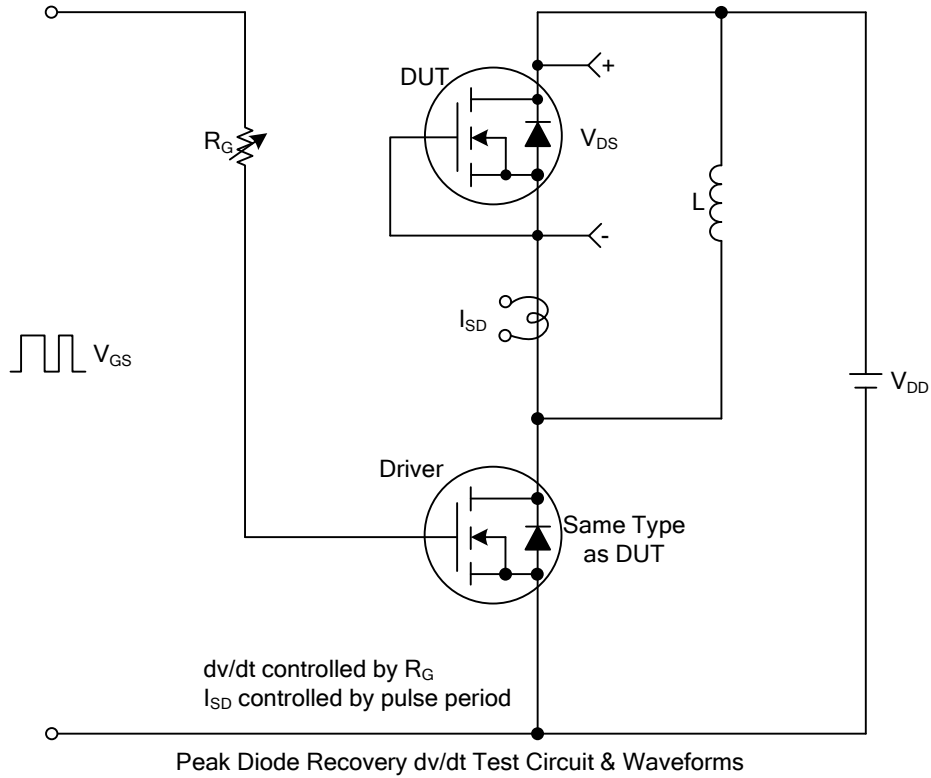 DUT
+
R_G
V_DS
L
-
I_SD
V_GS
V_DD
Driver
Same Type
as DUT
dv/dt controlled by R_G
I_SD controlled by pulse period
Peak Diode Recovery dv/dt Test Circuit & Waveforms